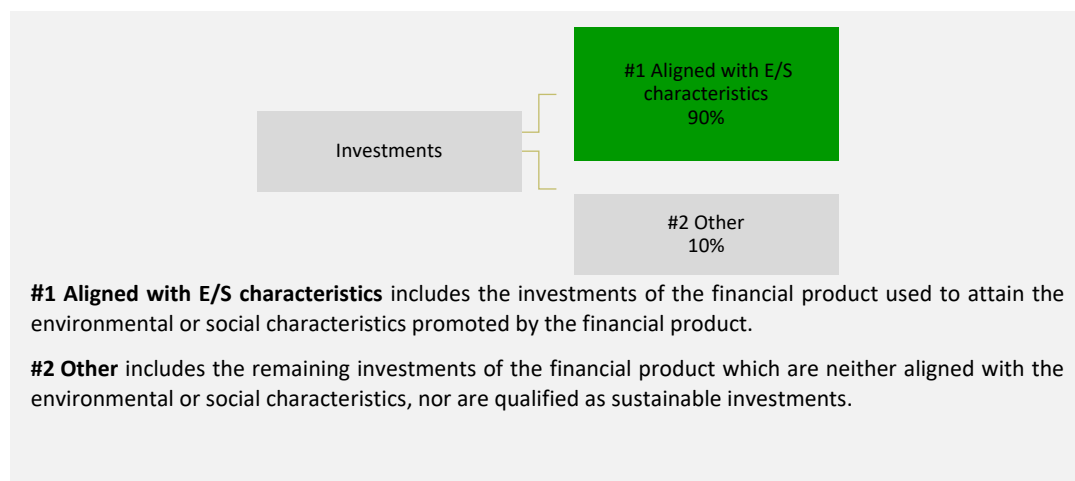 #1 Aligned with E/S
characteristics
90%
Investments
#2 Other
10%
#1 Aligned with E/S characteristics includes the investments of the financial product used to attain the
environmental or social characteristics promoted by the financial product.
#2 Other includes the remaining investments of the financial product which are neither aligned with the
environmental or social characteristics, nor are qualified as sustainable investments.